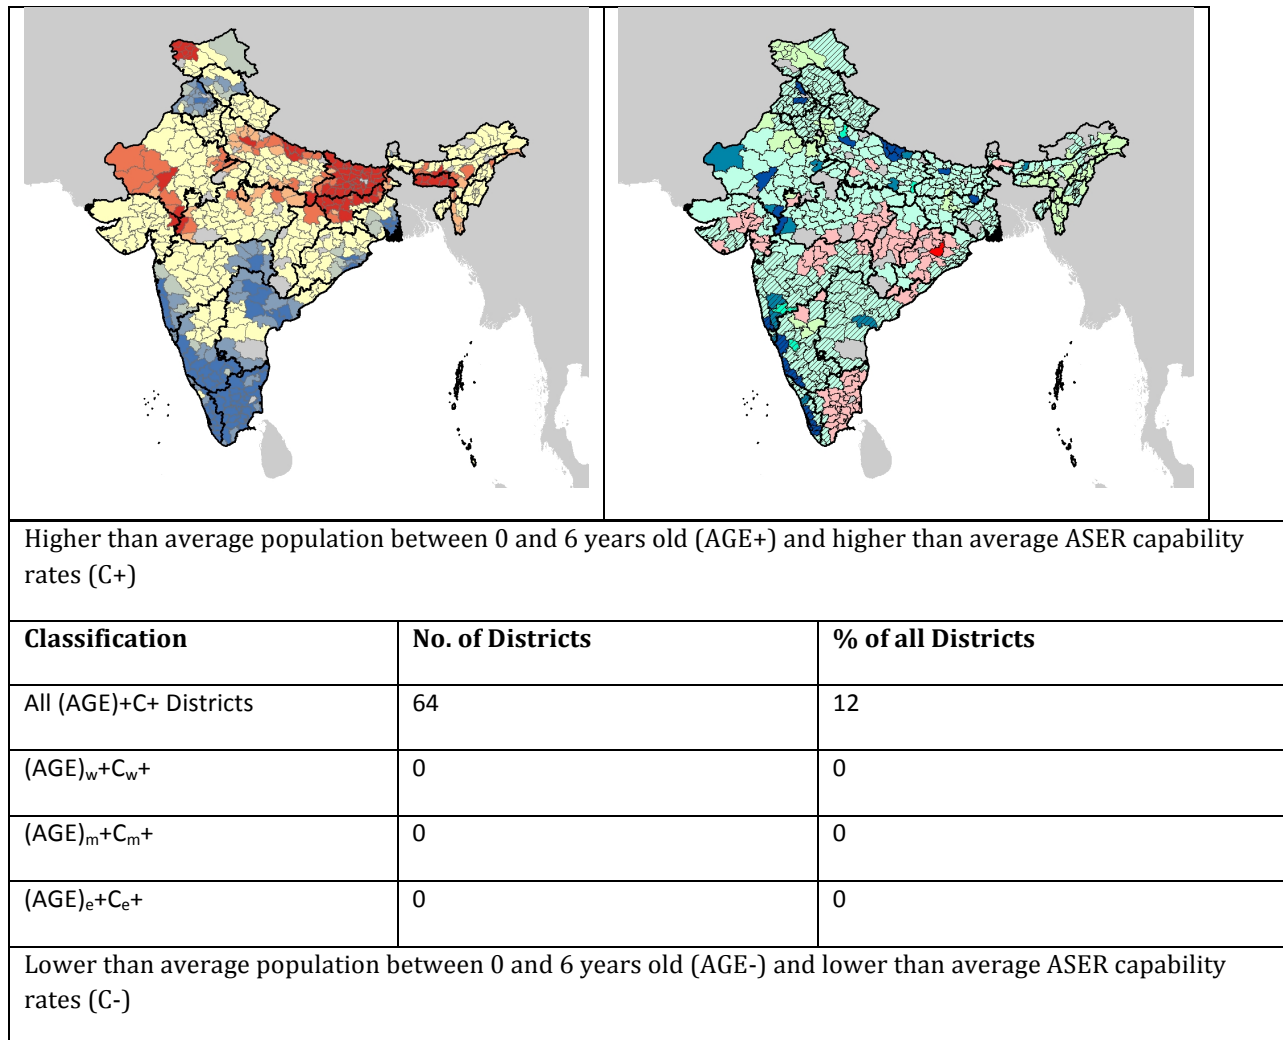 Higher than average population between 0 and 6 years old (AGE+) and higher than average ASER capability
rates (C+)
Classification No. of Districts % of all Districts
All (AGE)+C+ Districts 64 12
(AGE)w+Cw+ 0 0
(AGE)m+Cm+ 0 0
(AGE)e+Ce+ 0 0
Lower than average population between 0 and 6 years old (AGE-) and lower than average ASER capability
rates (C-)